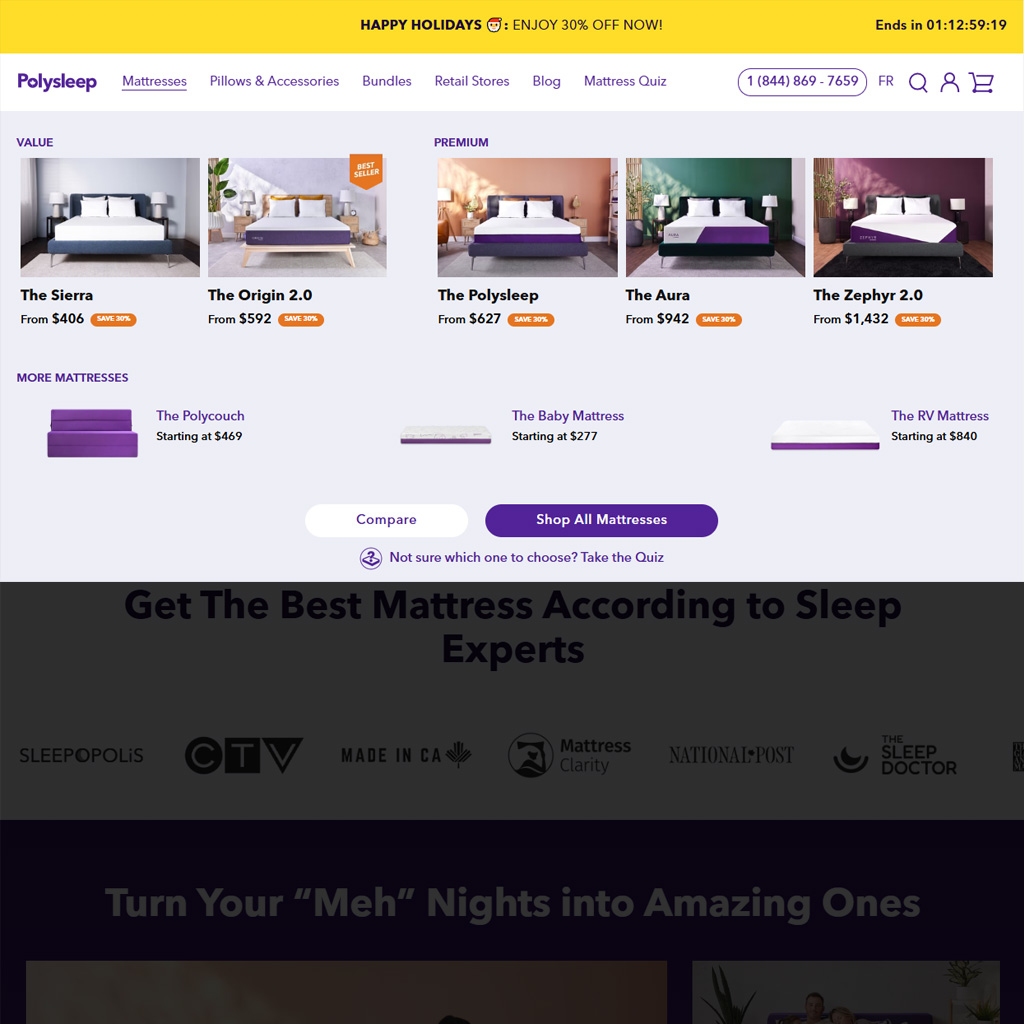 HAPPY HOLIDAYS 🎅: ENJOY 30% OFF NOW!
Ends in 01:12:59:19
Polysleep
Mattresses
Pillows & Accessories
Bundles
Retail Stores
Blog
Mattress Quiz
1 (844) 869 - 7659
FR
VALUE
PREMIUM
BEST
SELLER
The Sierra
From $406 SAVE 30%
The Origin 2.0
From $592 SAVE 30%
The Polysleep
From $627 SAVE 30%
The Aura
From $942 SAVE 30%
The Zephyr 2.0
From $1,432 SAVE 30%
MORE MATTRESSES
The Polycouch
Starting at $469
The Baby Mattress
Starting at $277
The RV Mattress
Starting at $840
Compare
Shop All Mattresses
Not sure which one to choose? Take the Quiz
Get The Best Mattress According to Sleep
Experts
SLEEPOPOLiS
CTV
MADE IN CA
Mattress
Clarity
NATIONAL POST
THE
SLEEP
DOCTOR
Turn Your “Meh” Nights into Amazing Ones